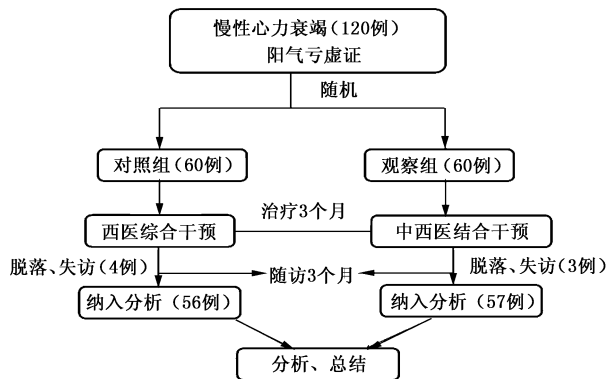 慢性心力衰竭(120例)
阳气亏虚证
随机
对照组(60例)
观察组(60例)
治疗3个月
西医综合干预
中西医结合干预
脱落、失访(4例)
随访3个月
脱落、失访(3例)
纳入分析(56例)
纳入分析(57例)
分析、总结